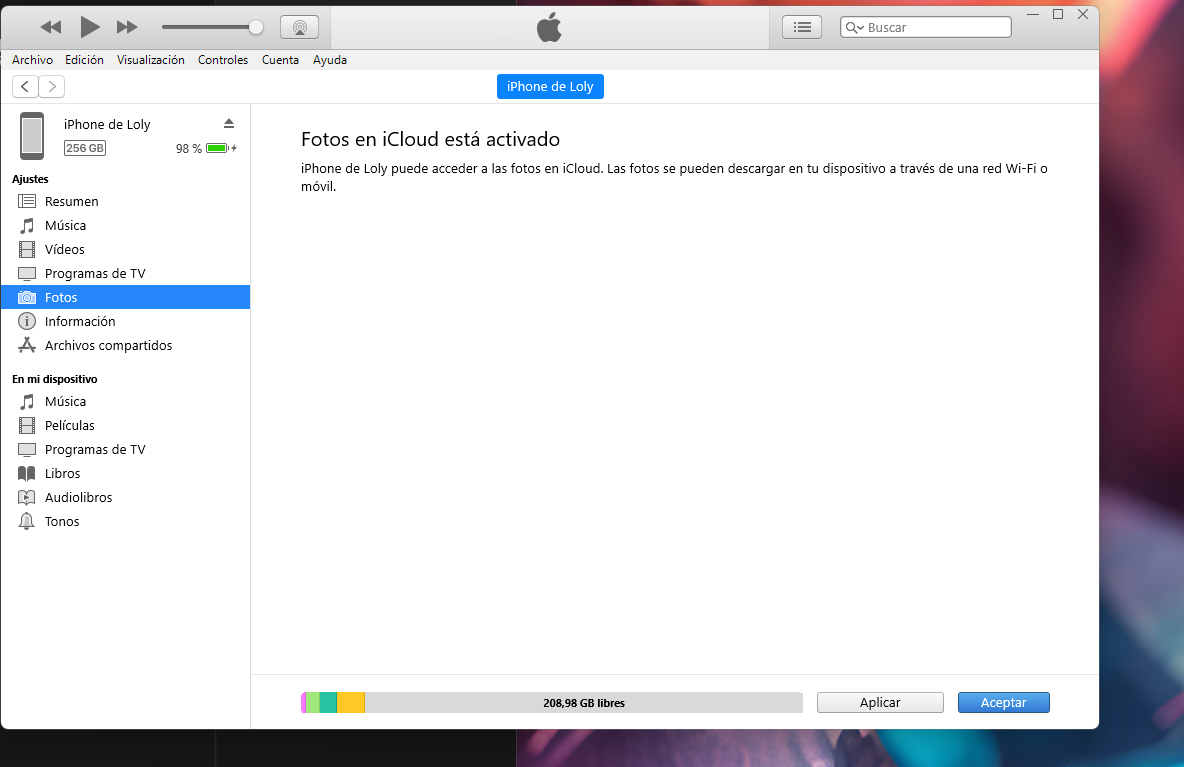 Buscar
Archivo Edición Visualización Controles Cuenta Ayuda
iPhone de Loly
iPhone de Loly
256 GB 98 %
Ajustes
Resumen
Música
Vídeos
Programas de TV
Fotos
Información
Archivos compartidos
En mi dispositivo
Música
Películas
Programas de TV
Libros
Audiolibros
Tonos
Fotos en iCloud está activado
iPhone de Loly puede acceder a las fotos en iCloud. Las fotos se pueden descargar en tu dispositivo a través de una red Wi-Fi o
móvil.
208,98 GB libres
Aplicar
Aceptar